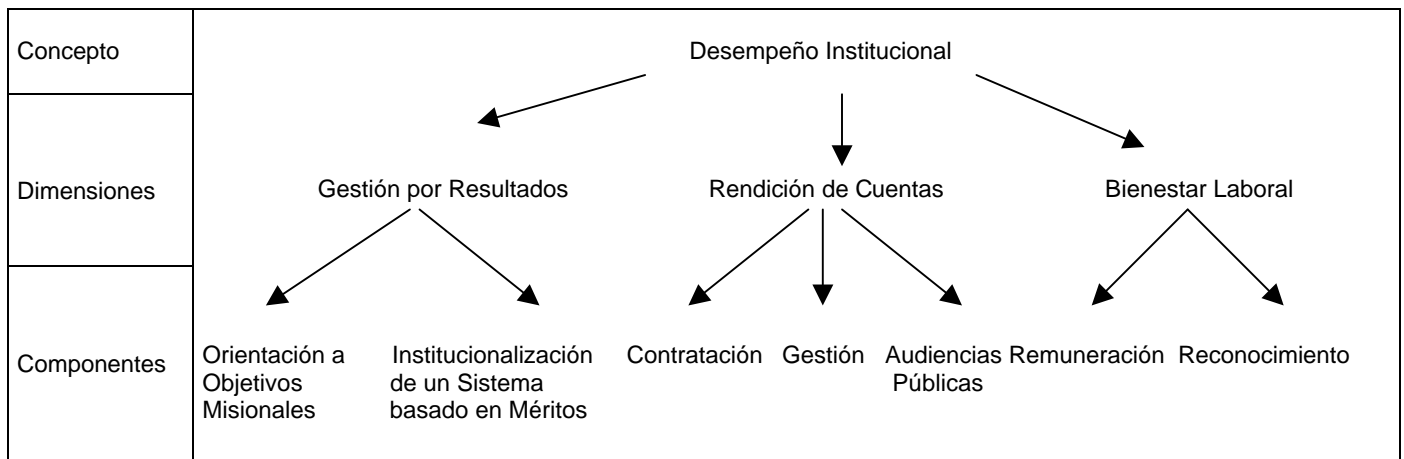 Concepto
Desempeño Institucional
Dimensiones
Gestión por Resultados
Rendición de Cuentas
Bienestar Laboral
Componentes
Orientación a
Objetivos
Misionales
Institucionalización
de un Sistema
basado en Méritos
Contratación
Gestión
Audiencias
Públicas
Remuneración
Reconocimiento